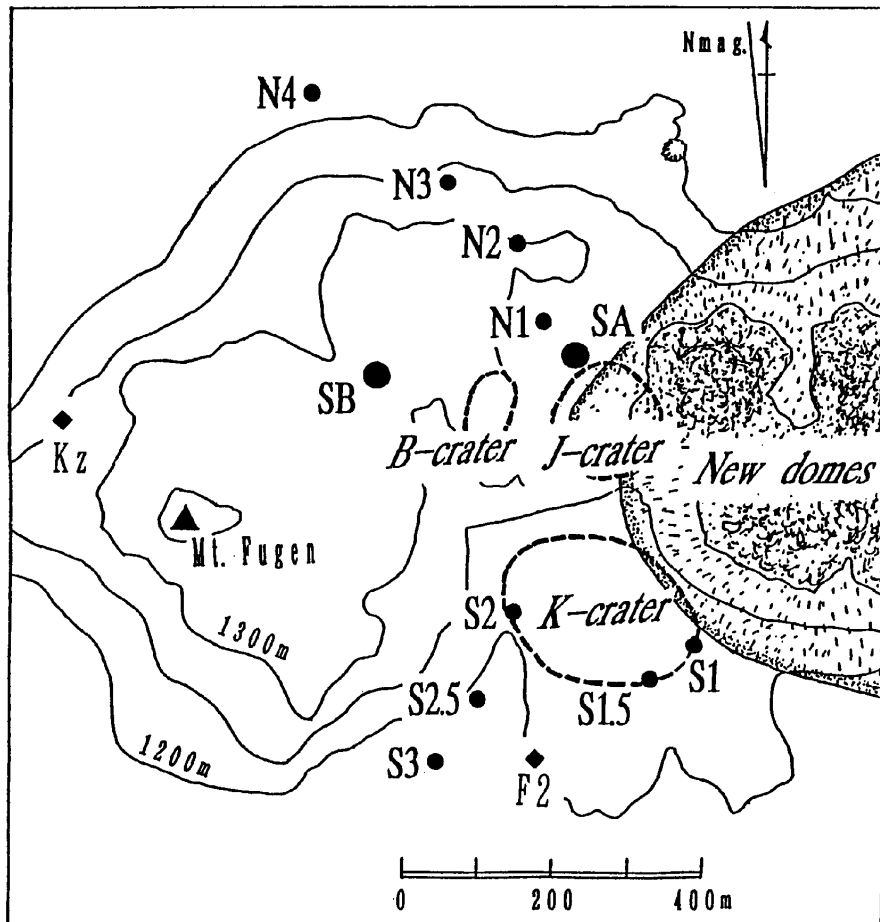 Nmag.
N4
N3
N2
N1
SA
SB
Kz
B-crater
J-crater
New domes
Mt. Fugen
S2
K-crater
1300m
S2.5
S1.5
S1
1200m
S3
F2
0 200 400m